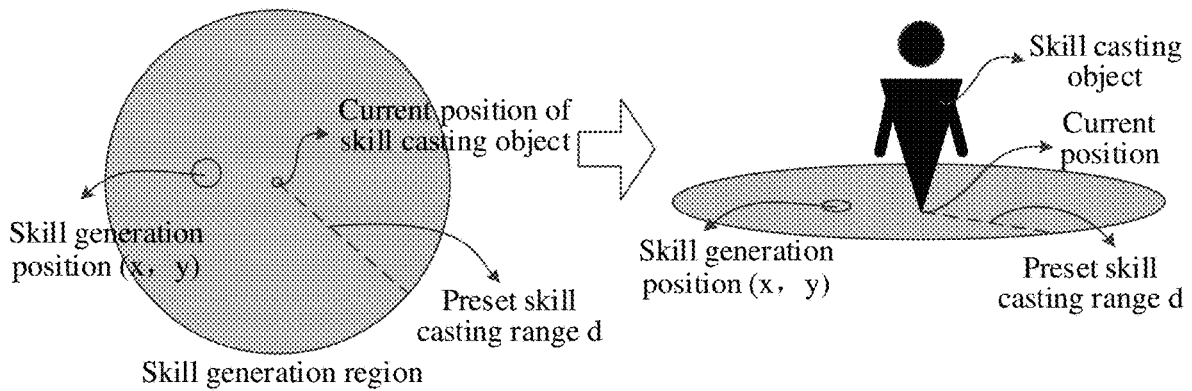 Current position of
skill casting object
Skill generation
position (x, y)
Preset skill
casting range d
Skill generation region
Skill casting
object
Current
position
Skill generation
position (x, y)
Preset skill
casting range d